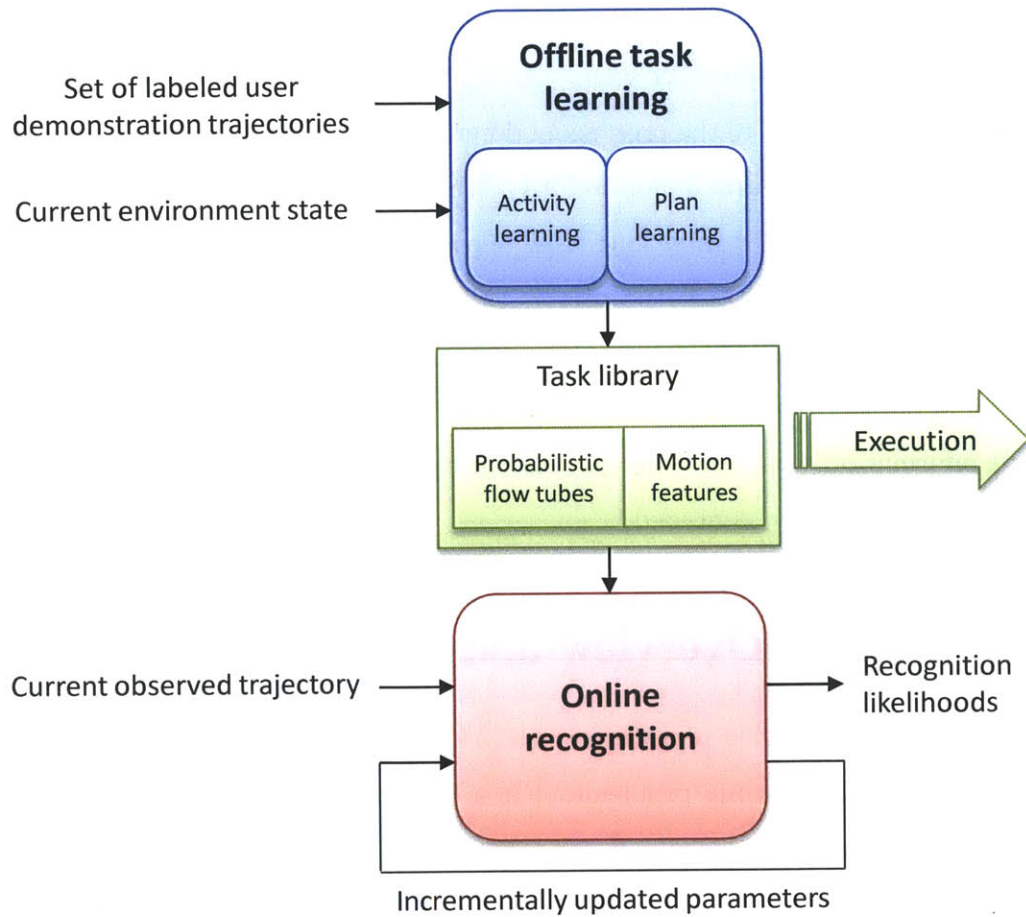 Offline task
learning
Set of labeled user
demonstration trajectories
Current environment state
Activity
learning
Plan
learning
Task library
Probabilistic
flow tubes
Motion
features
Execution
Current observed trajectory
Online
recognition
Recognition
likelihoods
Incrementally updated parameters